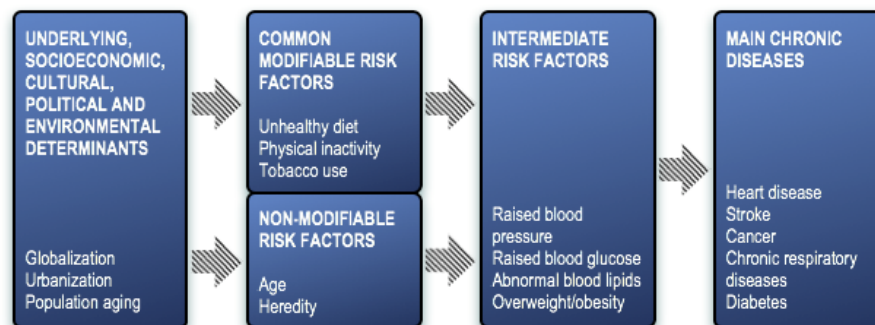 UNDERLYING,
SOCIOECONOMIC,
CULTURAL,
POLITICAL AND
ENVIRONMENTAL
DETERMINANTS
Globalization
Urbanization
Population aging
COMMON
MODIFIABLE RISK
FACTORS
Unhealthy diet
Physical inactivity
Tobacco use
NON-MODIFIABLE
RISK FACTORS
Age
Heredity
INTERMEDIATE
RISK FACTORS
Raised blood
pressure
Raised blood glucose
Abnormal blood lipids
Overweight/obesity
MAIN CHRONIC
DISEASES
Heart disease
Stroke
Cancer
Chronic respiratory
diseases
Diabetes